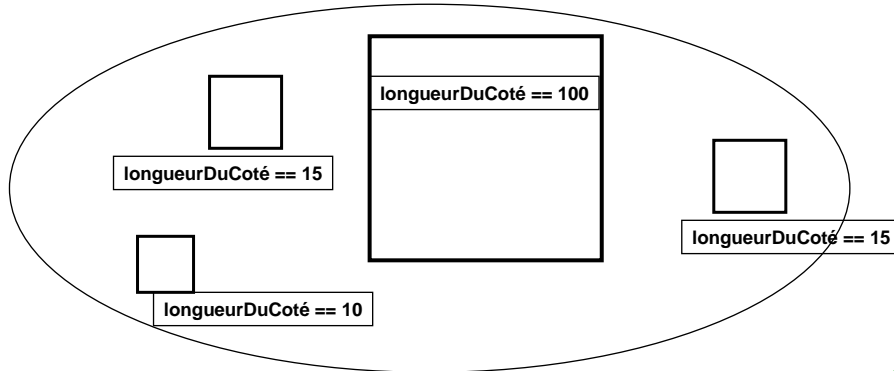 longueurDuCoté == 100
longueurDuCoté == 15
longueurDuCoté == 15
longueurDuCoté == 10